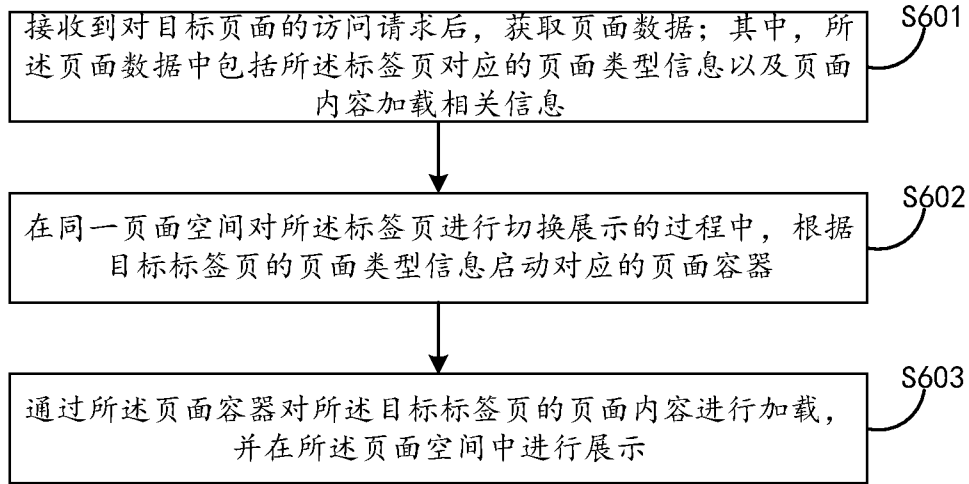 接收到对目标页面的访问请求后，获取页面数据；其中，所
述页面数据中包括所述标签页对应的页面类型信息以及页面
内容加载相关信息
S601
在同一页面空间对所述标签页进行切换展示的过程中，根据
目标标签页的页面类型信息启动对应的页面容器
S602
通过所述页面容器对所述目标标签页的页面内容进行加载，
并在所述页面空间中进行展示
S603